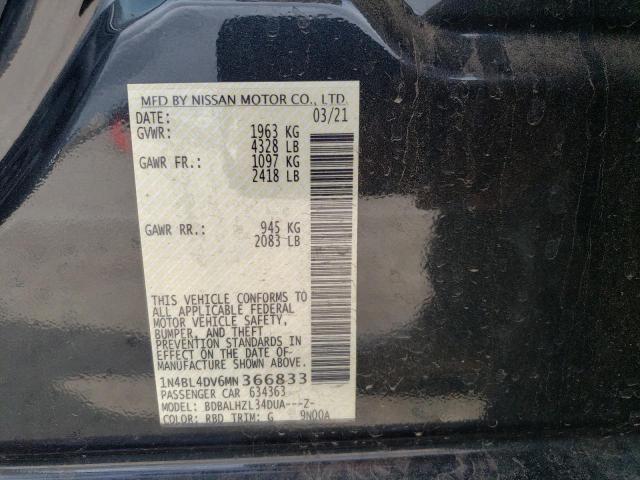 MFD BY NISSAN MOTOR CO., LTD
DATE: 03/21
GVWR: 1963 KG
4328 LB
GAWR FR.: 1097 KG
2418 LB
GAWR RR.: 945 KG
2083 LB
THIS VEHICLE CONFORMS TO
ALL APPLICABLE FEDERAL
MOTOR VEHICLE SAFETY,
BUMPER, AND THEFT
PREVENTION STANDARDS IN
EFFECT ON THE DATE OF
MANUFACTURE SHOWN ABOVE.
1N4BL4DV6MN366833
PASSENGER CAR 634363
MODEL: BDBALHZL34DUA---Z-
COLOR: RBD TRIM: G 9N00A